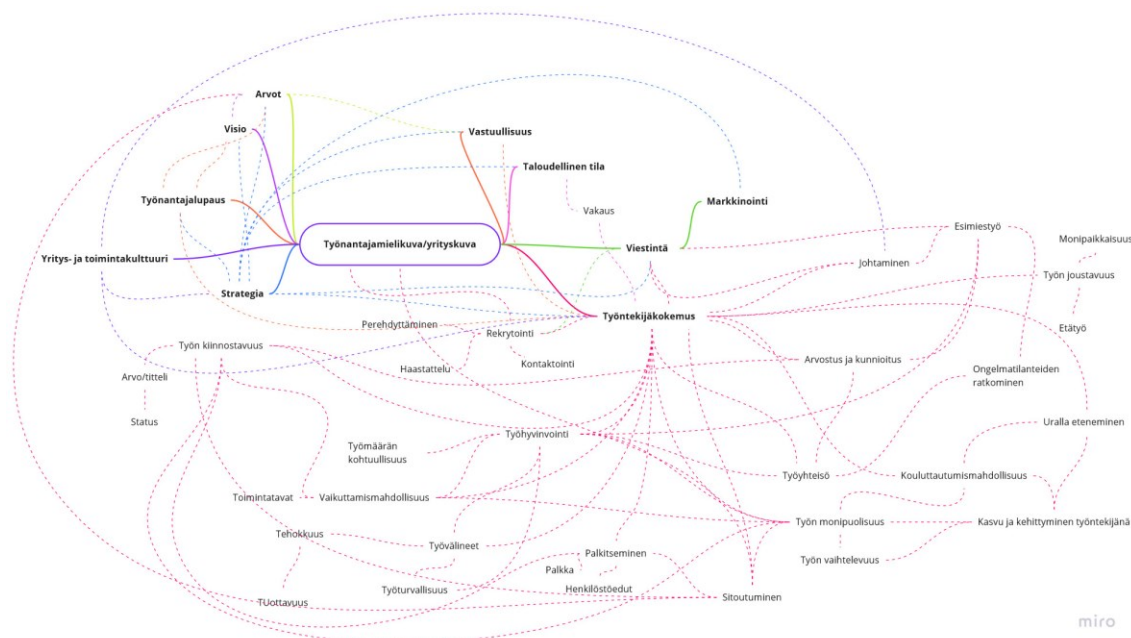 Arvot
Visio
Vastuullisuus
Taloudellinen tila
Työnantajalupaus
Markkinointi
Vakaus
Esimiestyö
Monipaikkaisuus
Työnantajamielikuva/yrityskuva
Viestintä
Yritys- ja toimintakulttuuri
Johtaminen
Työn joustavuus
Strategia
Työntekijäkokemus
Perehdyttäminen
Rekrytointi
Etätyö
Työn kiinnostavuus
Haastattelu
Kontaktointi
Arvostus ja kunnioitus
Arvo/titteli
Ongelmatilanteiden
ratkominen
Status
Uralla eteneminen
Työhyvinvointi
Työmäärän
kohtuullisuus
Työyhteisö
Kouluttautumismahdollisuus
Toimintatavat
Vaikuttamismahdollisuus
Työn monipuolisuus
Kasvu ja kehittyminen työntekijänä
Tehokkuus
Työvälineet
Palkitseminen
Työn vaihtelevuus
Palkka
Työturvallisuus
Henkilöstöedut
TUottavuus
Sitoutuminen
miro